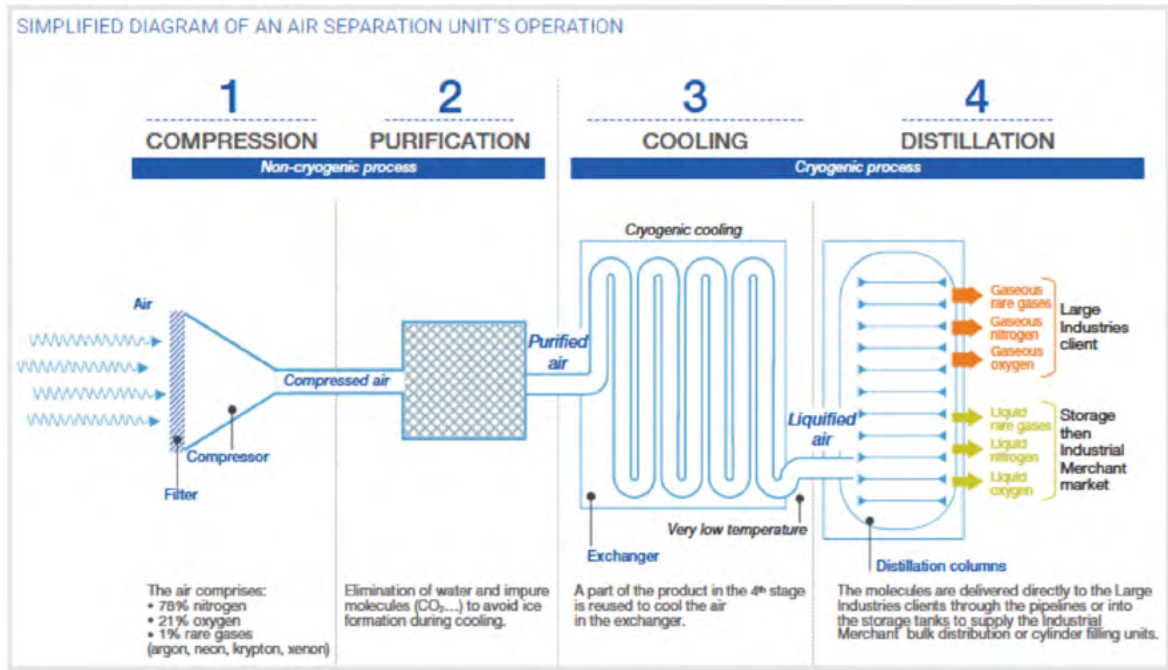 SIMPLIFIED DIAGRAM OF AN AIR SEPARATION UNIT'S OPERATION
1
COMPRESSION
2
PURIFICATION
3
COOLING
4
DISTILLATION
Non-cryogenic process
Cryogenic process
Air
Filter
Compressor
Compressed air
Purified
air
Cryogenic cooling
Exchanger
Very low temperature
Liquified
air
Distillation columns
Gaseous
rare gases
Gaseous
nitrogen
Gaseous
oxygen
Large
Industries
client
Liquid
rare gases
Liquid
nitrogen
Liquid
oxygen
Storage
then
Industrial
Merchant
market
The air comprises:
• 78% nitrogen
• 21% oxygen
• 1% rare gases
(argon, neon, krypton, xenon)
Elimination of water and impure
molecules (CO₂...) to avoid ice
formation during cooling.
A part of the product in the 4th stage
is reused to cool the air
in the exchanger.
The molecules are delivered directly to the Large
Industries clients through the pipelines or into
the storage tanks to supply the Industrial
Merchant' bulk distribution or cylinder filling units.